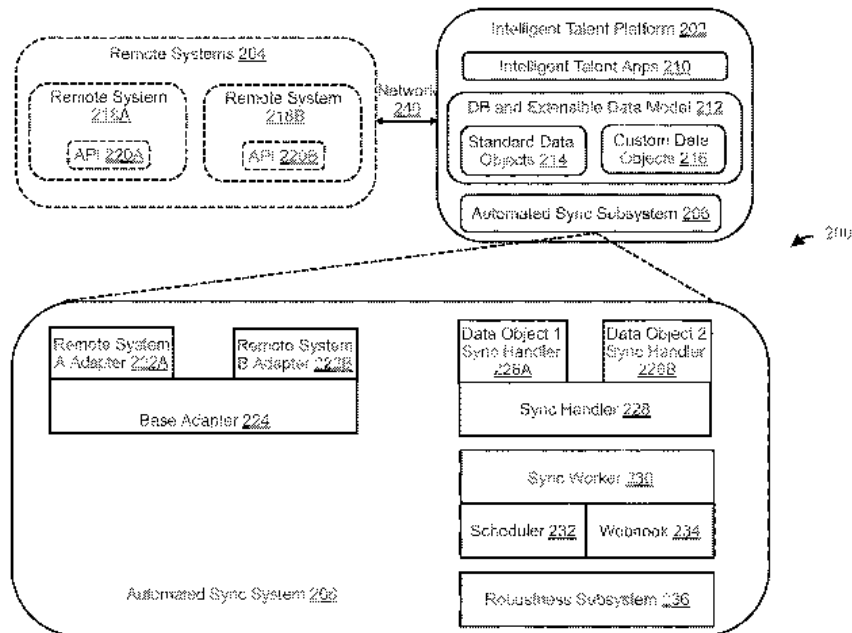 Remote Systems 204
Remote System
218A
API 220A
Remote System
218B
API 220B
Network
240
Intelligent Talent Platform 202
Intelligent Talent Apps 210
DB and Extensible Data Model 212
Standard Data
Objects 214
Custom Data
Objects 216
Automated Sync Subsystem 206
200
Remote System
A Adapter 222A
Remote System
B Adapter 222B
Base Adapter 224
Data Object 1
Sync Handler
226A
Data Object 2
Sync Handler
226B
Sync Handler 228
Sync Worker 230
Scheduler 232
Webhook 234
Automated Sync System 206
Robustness Subsystem 236